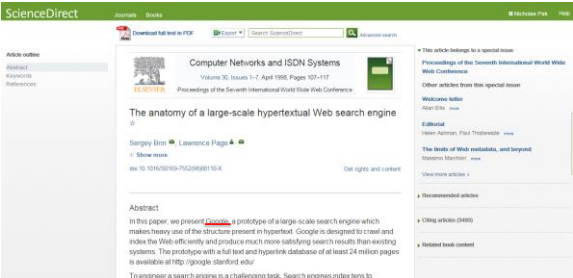 ScienceDirect
Journals Books
Nicholas Pak Help
Download full text in PDF
Export
Search ScienceDirect
Advanced search
Article outline
Abstract
Keywords
References
ELSEVIER
Computer Networks and ISDN Systems
Volume 30, Issues 1–7, April 1998, Pages 107–117
Proceedings of the Seventh International World Wide Web Conference
The anatomy of a large-scale hypertextual Web search engine
☆
Sergey Brin, Lawrence Page
Show more
Get rights and content
Abstract
In this paper, we present Google, a prototype of a large-scale search engine which
makes heavy use of the structure present in hypertext. Google is designed to crawl and
index the Web efficiently and produce much more satisfying search results than existing
systems. The prototype with a full text and hyperlink database of at least 24 million pages
is available at http://google.stanford.edu/
To engineer a search engine is a challenging task. Search engines index tens to
This article belongs to a special issue
Proceedings of the Seventh International World Wide
Web Conference
Other articles from this special issue
Welcome letter
Allan Ellis more
Editorial
Helen Ashman, Paul Thistlewaite more
The limits of Web metadata, and beyond
Massimo Marchiori more
View more articles »
Recommended articles
Citing articles (3460)
Related book content